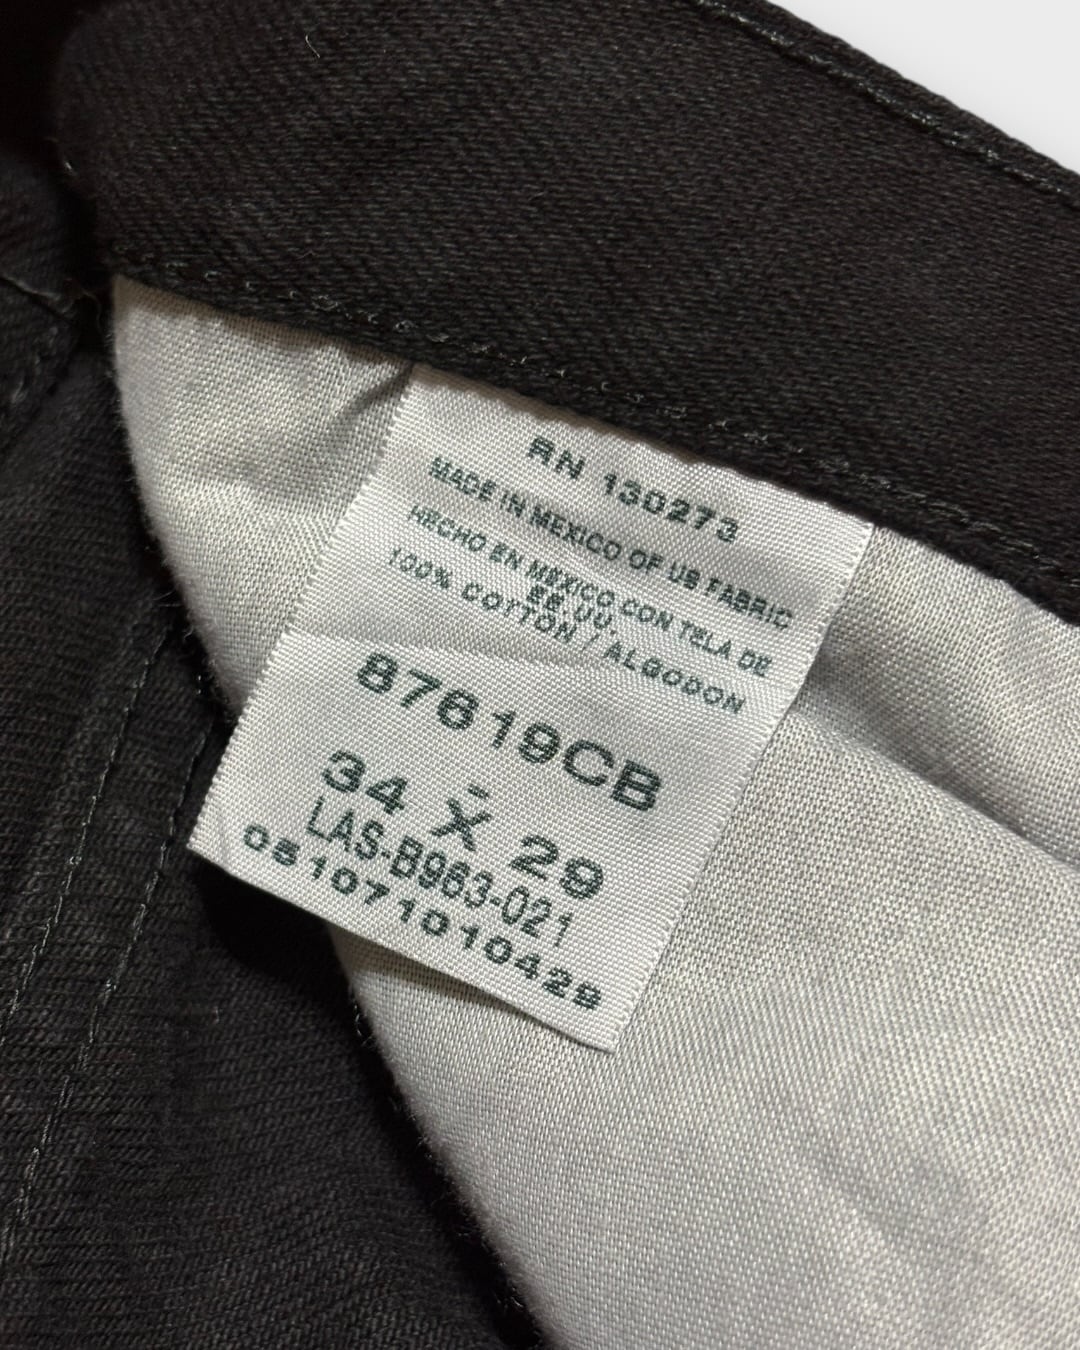 RN 130273
MADE IN MEXICO OF US FABRIC
HECHO EN MEXICO CON TELA DE
EE.UU.
100% COTTON / ALGODON
87619CB
34 X 29
LAS-B963-021
081071010429